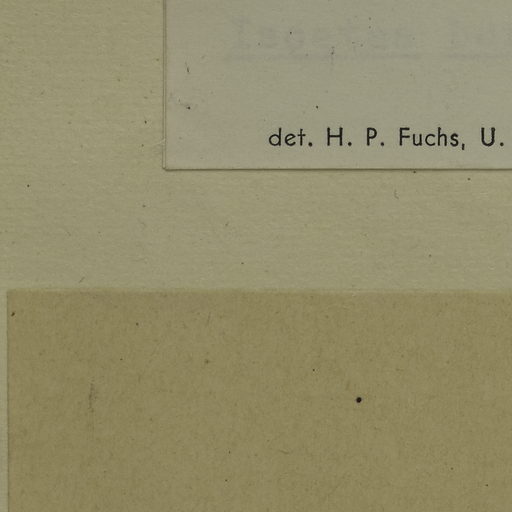 det. H. P. Fuchs, U.